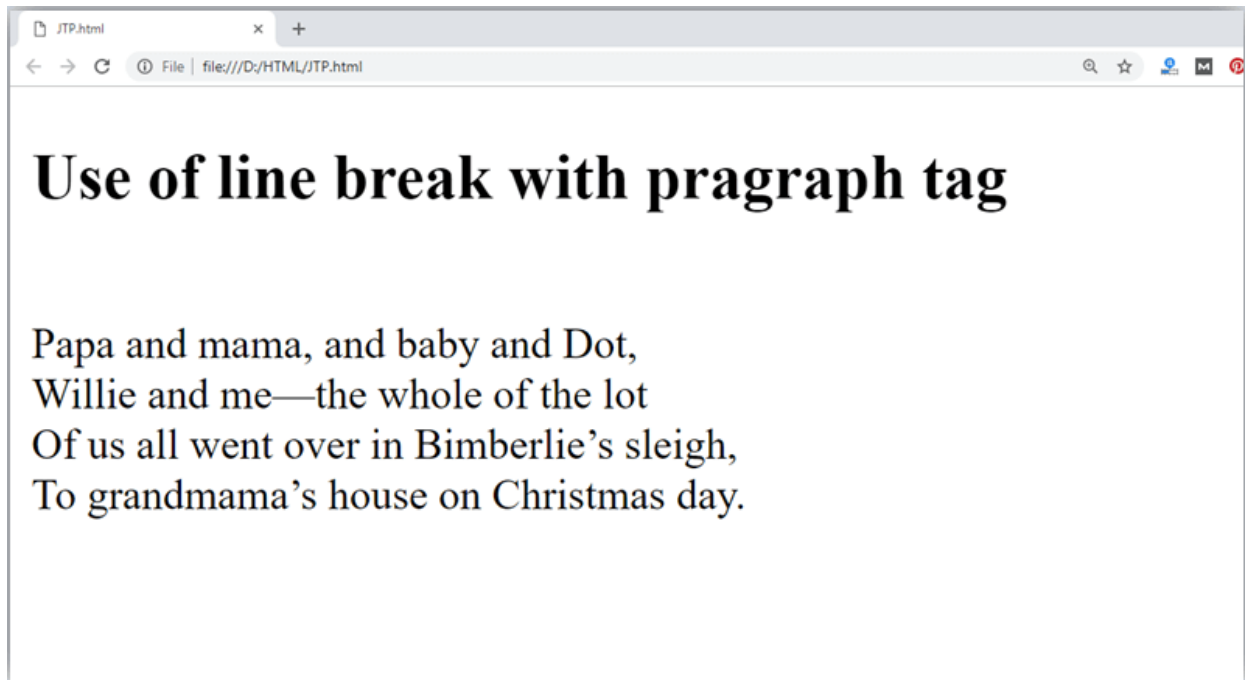 JTP.html
File file:///D:/HTML/JTP.html
Use of line break with pragraph tag
Papa and mama, and baby and Dot,
Willie and me—the whole of the lot
Of us all went over in Bimberlie’s sleigh,
To grandmama’s house on Christmas day.